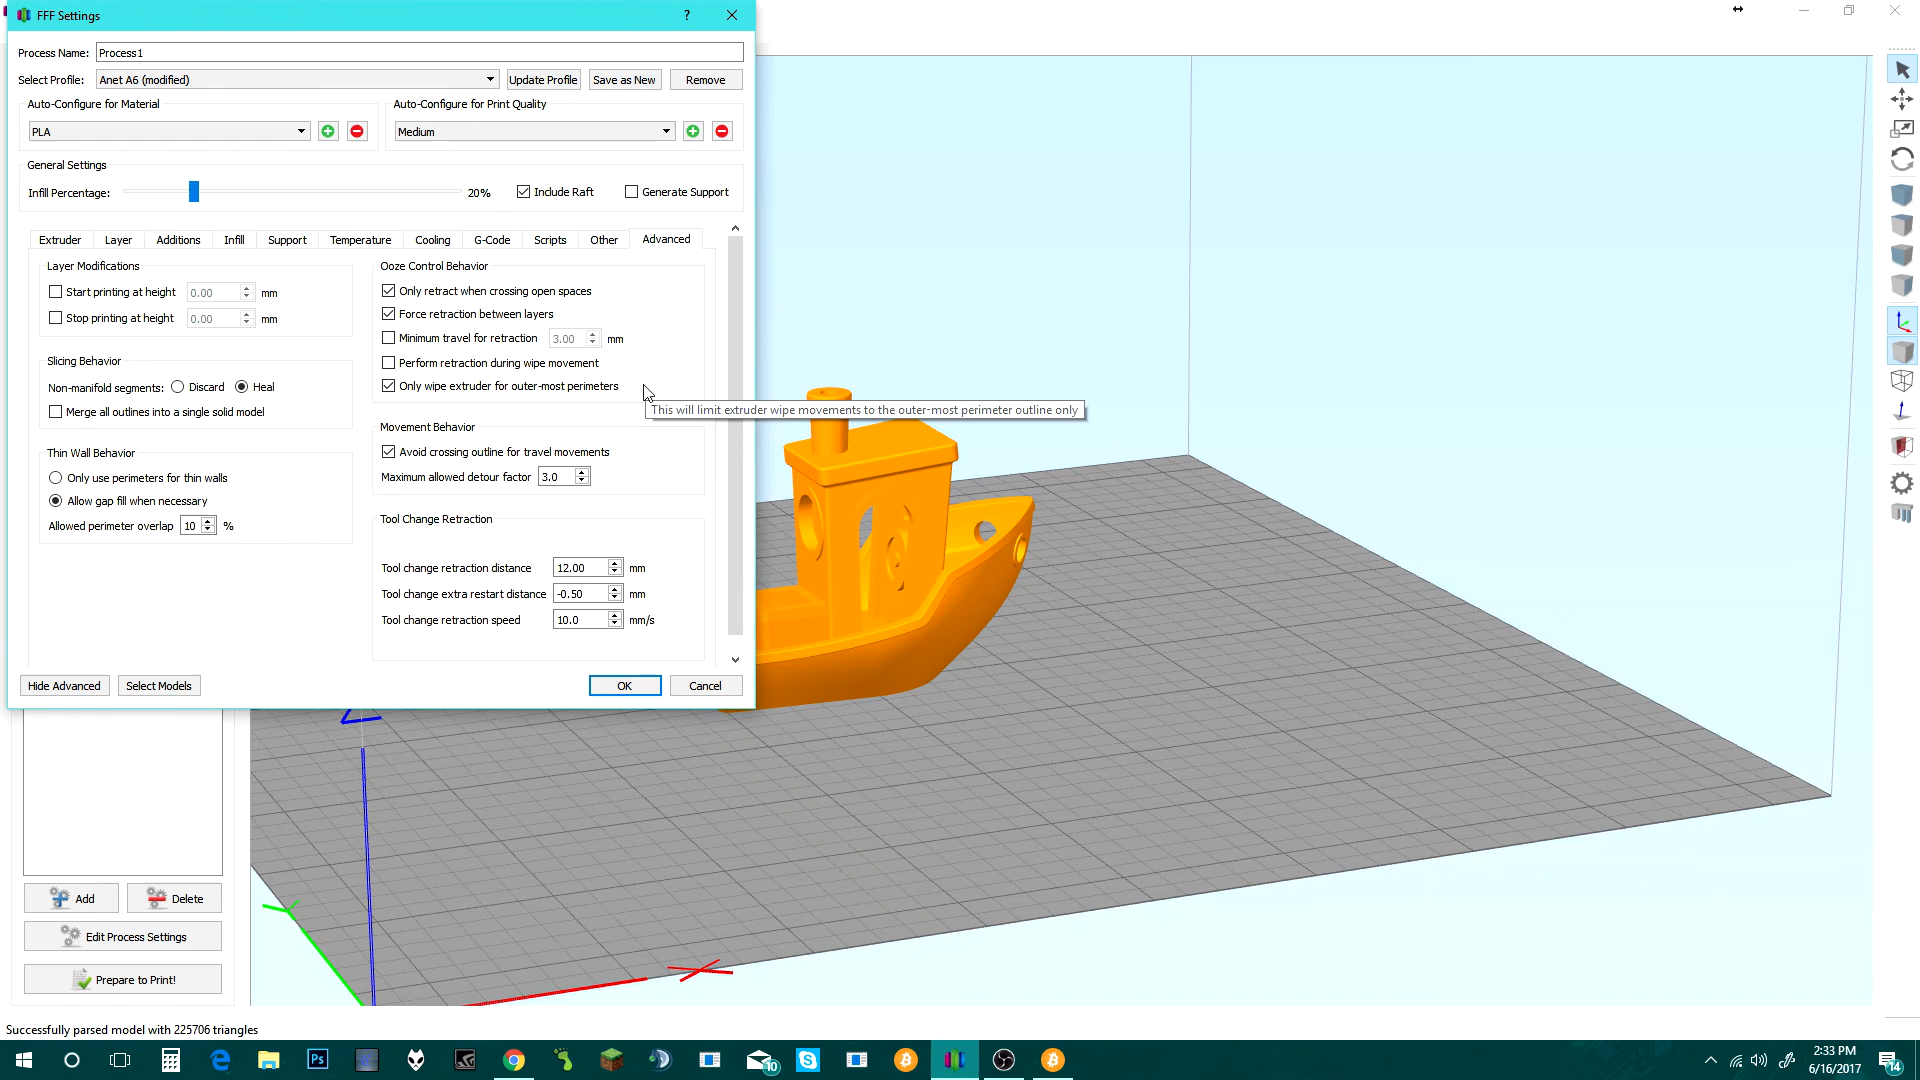 FFF Settings
?
Process Name: Process1
Select Profile: Anet A6 (modified) Update Profile Save as New Remove
Auto-Configure for Material Auto-Configure for Print Quality
PLA Medium
General Settings
Infill Percentage: 20% Include Raft Generate Support
Extruder Layer Additions Infill Support Temperature Cooling G-Code Scripts Other Advanced
Layer Modifications
Start printing at height 0.00 mm
Stop printing at height 0.00 mm
Slicing Behavior
Non-manifold segments: Discard Heal
Merge all outlines into a single solid model
Thin Wall Behavior
Only use perimeters for thin walls
Allow gap fill when necessary
Allowed perimeter overlap 10 %
Ooze Control Behavior
Only retract when crossing open spaces
Force retraction between layers
Minimum travel for retraction 3.00 mm
Perform retraction during wipe movement
Only wipe extruder for outer-most perimeters
This will limit extruder wipe movements to the outer-most perimeter outline only
Movement Behavior
Avoid crossing outline for travel movements
Maximum allowed detour factor 3.0
Tool Change Retraction
Tool change retraction distance 12.00 mm
Tool change extra restart distance -0.50 mm
Tool change retraction speed 10.0 mm/s
Hide Advanced Select Models OK Cancel
Add Delete
Edit Process Settings
Prepare to Print!
Successfully parsed model with 225706 triangles
Ps
10
2:33 PM
6/16/2017
14